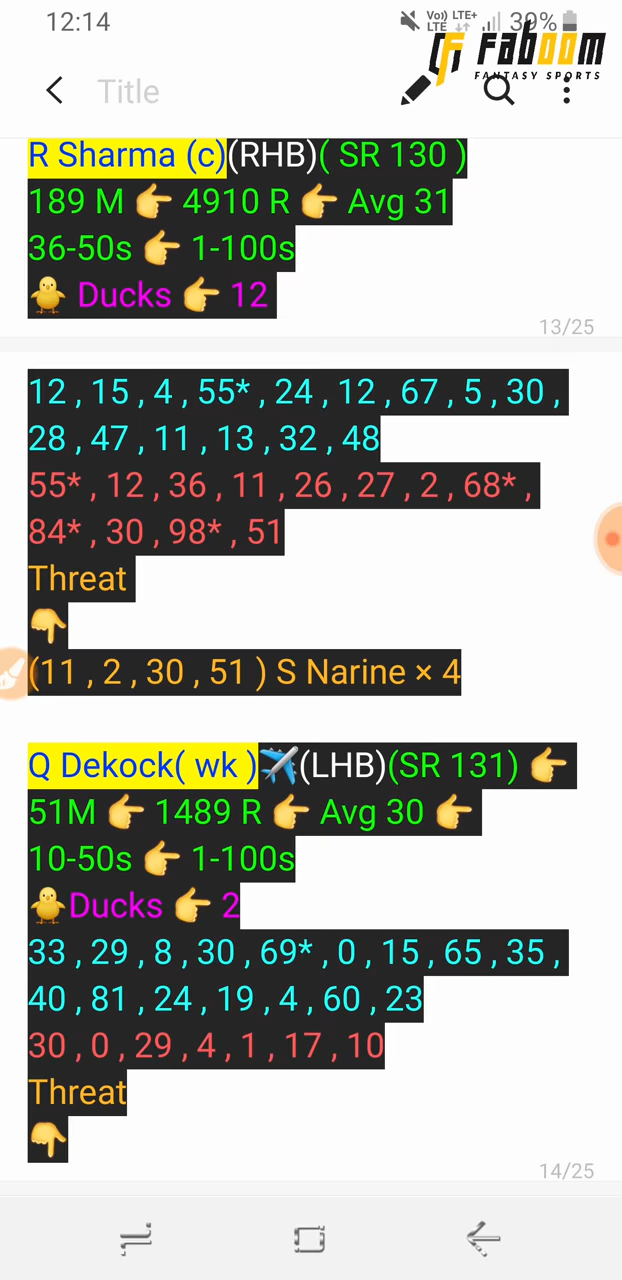 12:14
Vo) LTE+
LTE
39%
faboom
FANTASY SPORTS
Title
R Sharma (c)(RHB)( SR 130 )
189 M 👉 4910 R 👉 Avg 31
36-50s 👉 1-100s
🐥 Ducks 👉 12
13/25
12 , 15 , 4 , 55* , 24 , 12 , 67 , 5 , 30 ,
28 , 47 , 11 , 13 , 32 , 48
55* , 12 , 36 , 11 , 26 , 27 , 2 , 68* ,
84* , 30 , 98* , 51
Threat
👇
(11 , 2 , 30 , 51 ) S Narine × 4
Q Dekock( wk )✈️(LHB)(SR 131) 👉
51M 👉 1489 R 👉 Avg 30 👉
10-50s 👉 1-100s
🐥Ducks 👉 2
33 , 29 , 8 , 30 , 69* , 0 , 15 , 65 , 35 ,
40 , 81 , 24 , 19 , 4 , 60 , 23
30 , 0 , 29 , 4 , 1 , 17 , 10
Threat
👇
14/25